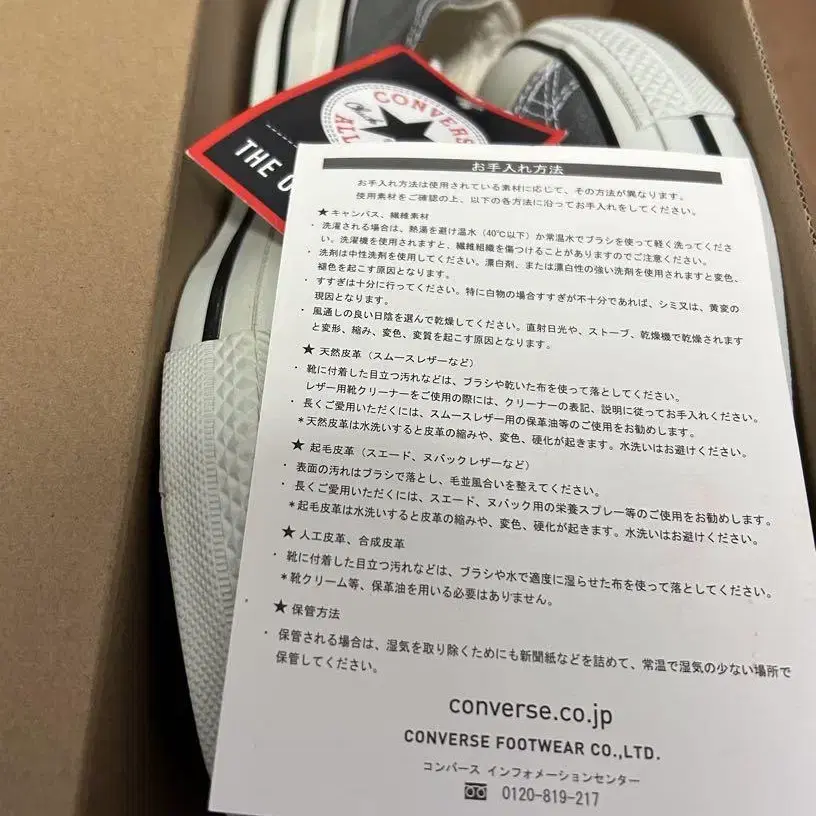 CONVERSE
Chuck
ALL
THE
お手入れ方法
お手入れ方法は使用されている素材に応じて、その方法が異なります。
使用素材をご確認の上、以下の各方法に沿ってお手入れをしてください。
★キャンバス、繊維素材
・洗濯される場合は、熱湯を避け温水（40℃以下）か常温水でブラシを使って軽く洗ってくださ
い。洗濯機を使用されますと、繊維組織を傷つけることがありますのでご注意ください。
・洗剤は中性洗剤を使用してください。漂白剤、または漂白性の強い洗剤を使用されますと変色、
褪色を起こす原因となります。
・すすぎは十分に行ってください。特に白物の場合すすぎが不十分であれば、シミ又は、黄変の
現因となります。
・風通しの良い日陰を選んで乾燥してください。直射日光や、ストーブ、乾燥機で乾燥されます
と変形、縮み、変色、変質を起こす原因となります。
★天然皮革（スムースレザーなど）
・靴に付着した目立つ汚れなどは、ブラシや乾いた布を使って落としてください。
レザー用靴クリーナーをご使用の際には、クリーナーの表記、説明に従ってお手入れください。
・長くご愛用いただくには、スムースレザー用の保革油等のご使用をお勧めします。
＊天然皮革は水洗いすると皮革の縮みや、変色、硬化が起きます。水洗いはお避けください。
★起毛皮革（スエード、ヌバックレザーなど）
・表面の汚れはブラシで落とし、毛並風合いを整えてください。
・長くご愛用いただくには、スエード、ヌバック用の栄養スプレー等のご使用をお勧めします。
＊起毛皮革は水洗いすると皮革の縮みや、変色、硬化が起きます。水洗いはお避けください。
★人工皮革、合成皮革
・靴に付着した目立つ汚れなどは、ブラシや水で適度に湿らせた布を使って落としてください。
＊靴クリーム等、保革油を用いる必要はありません。
★保管方法
・保管される場合は、湿気を取り除くためにも新聞紙などを詰めて、常温で湿気の少ない場所で
保管してください。
converse.co.jp
CONVERSE FOOTWEAR CO.,LTD.
コンバース インフォメーションセンター
0120-819-217